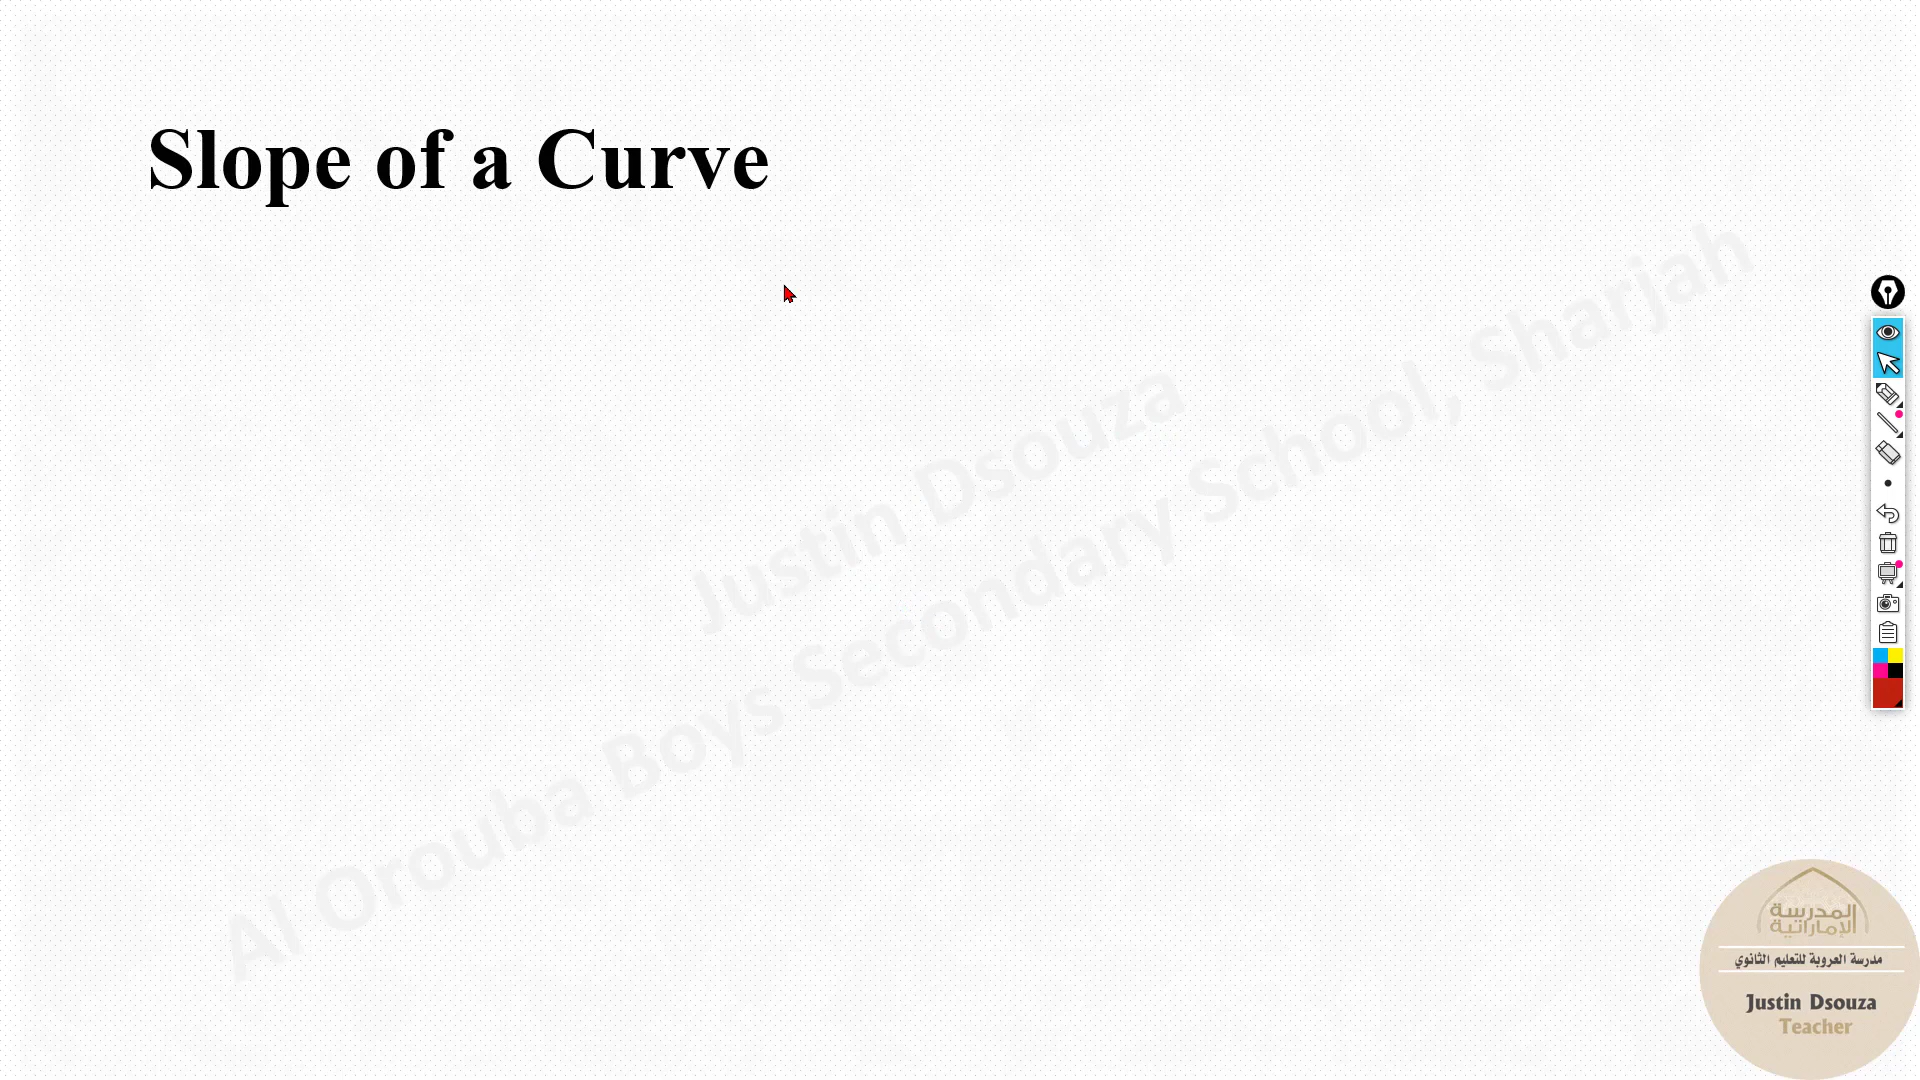 Slope of a Curve
Justin Dsouza
Al Orouba Boys Secondary School, Sharjah
المدرسة
الإماراتية
مدرسة العروبة للتعليم الثانوي
Justin Dsouza
Teacher